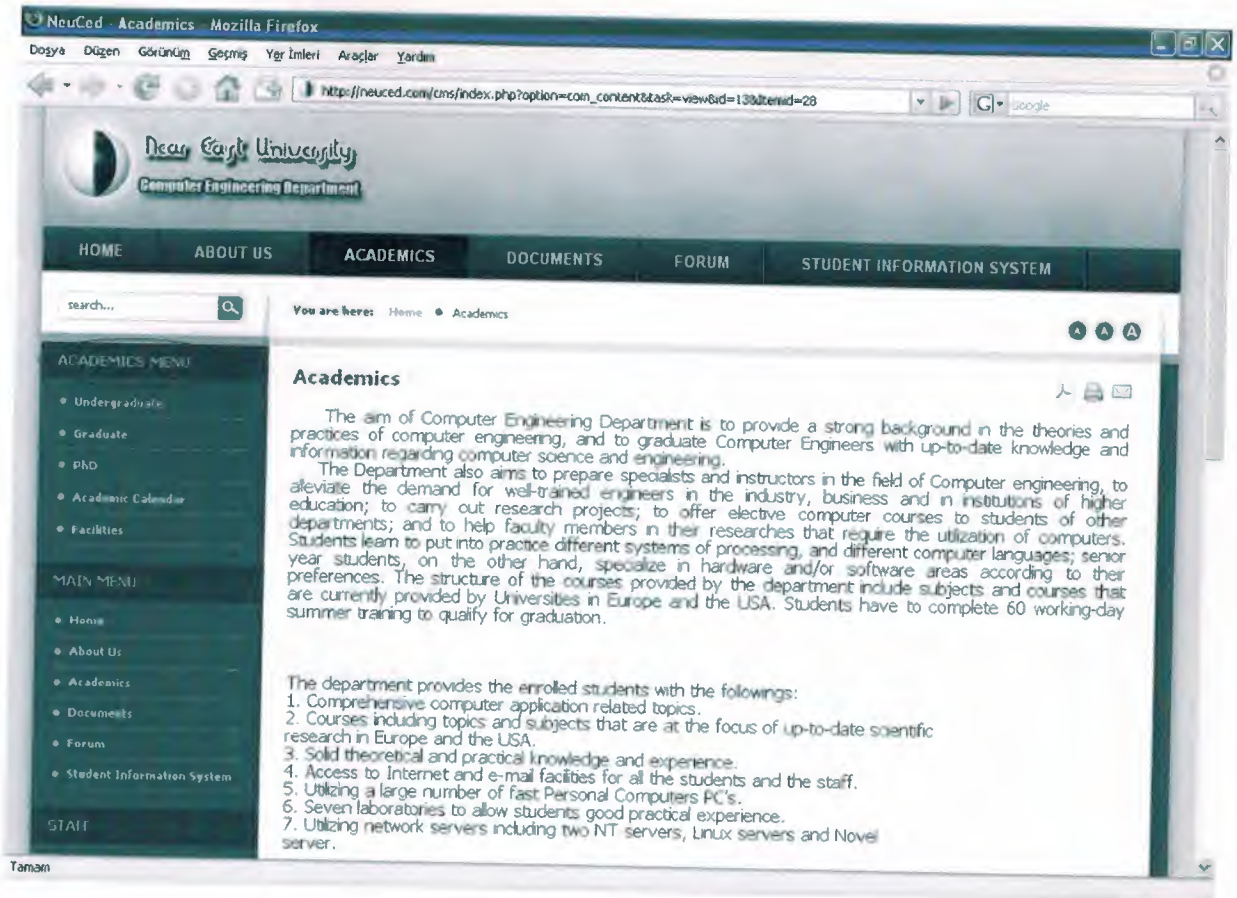 NeuCed - Academics - Mozilla Firefox
Dosya Düzen Görünüm Geçmiş Yer İmleri Araçlar Yardım
http://neuced.com/cms/index.php?option=com_content&task=view&id=13&Itemid=28
Google
Near East University
Computer Engineering Department
HOME ABOUT US ACADEMICS DOCUMENTS FORUM STUDENT INFORMATION SYSTEM
search...
You are here: Home Academics
A A A
ACADEMICS MENU
Undergraduate
Graduate
PhD
Academic Calendar
Facilities
MAIN MENU
Home
About Us
Academics
Documents
Forum
Student Information System
STAFF
Academics
The aim of Computer Engineering Department is to provide a strong background in the theories and
practices of computer engineering, and to graduate Computer Engineers with up-to-date knowledge and
information regarding computer science and engineering.
The Department also aims to prepare specialists and instructors in the field of Computer engineering, to
aleviate the demand for well-trained engineers in the industry, business and in institutions of higher
education; to carry out research projects; to offer elective computer courses to students of other
departments; and to help faculty members in their researches that require the utilization of computers.
Students learn to put into practice different systems of processing, and different computer languages; senior
year students, on the other hand, specialize in hardware and/or software areas according to their
preferences. The structure of the courses provided by the department include subjects and courses that
are currently provided by Universities in Europe and the USA. Students have to complete 60 working-day
summer training to qualify for graduation.
The department provides the enrolled students with the followings:
1. Comprehensive computer application related topics.
2. Courses including topics and subjects that are at the focus of up-to-date scientific
research in Europe and the USA.
3. Solid theoretical and practical knowledge and experience.
4. Access to Internet and e-mail facilities for all the students and the staff.
5. Utilizing a large number of fast Personal Computers PC's.
6. Seven laboratories to allow students good practical experience.
7. Utilizing network servers including two NT servers, Linux servers and Novel
server.
Tamam